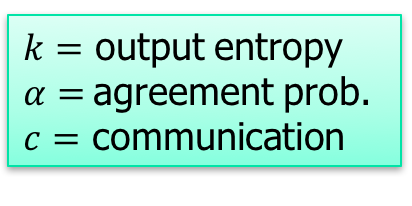 k = output entropy
α = agreement prob.
c = communication